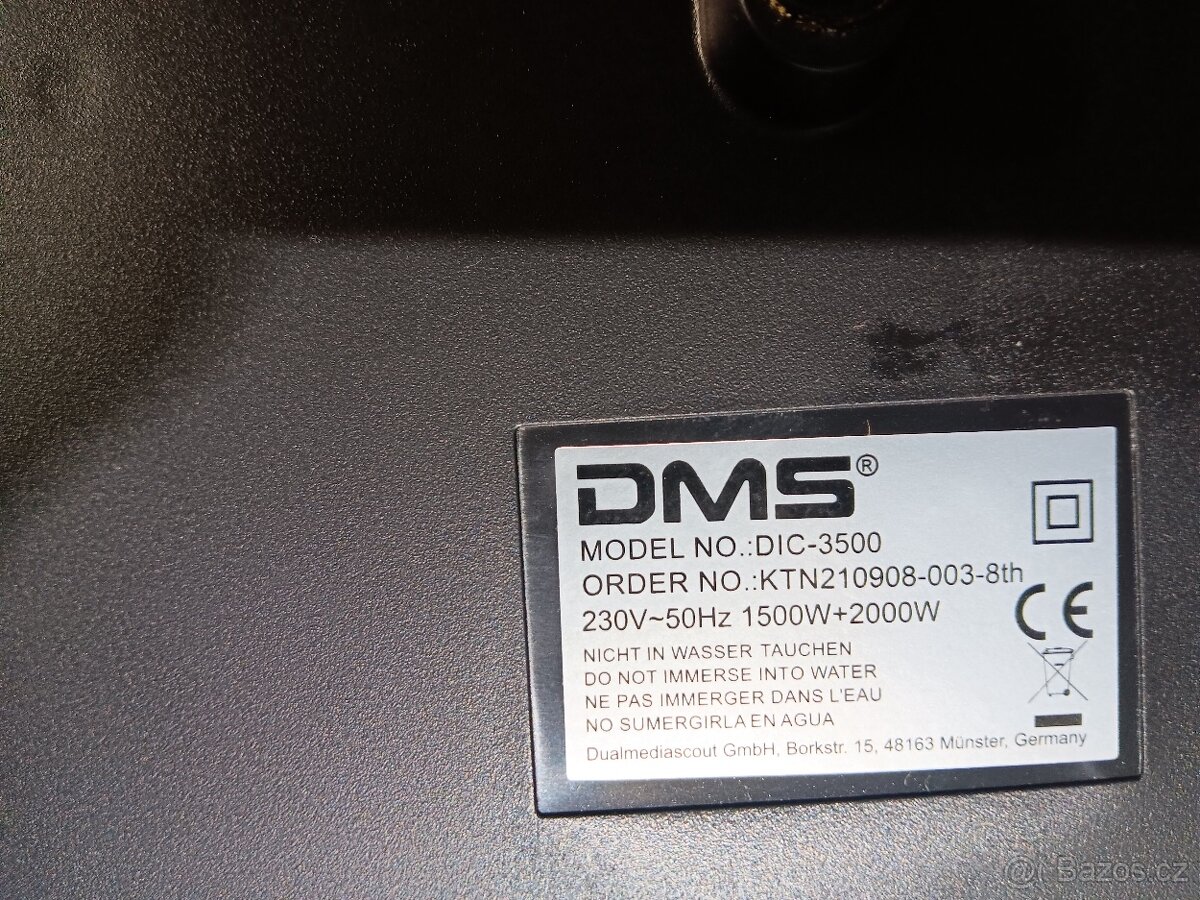 DMS®
MODEL NO.:DIC-3500
ORDER NO.:KTN210908-003-8th
230V~50Hz 1500W+2000W
CE
NICHT IN WASSER TAUCHEN
DO NOT IMMERSE INTO WATER
NE PAS IMMERGER DANS L'EAU
NO SUMERGIRLA EN AGUA
Dualmediascout GmbH, Borkstr. 15, 48163 Münster, Germany
@ Bazos.cz